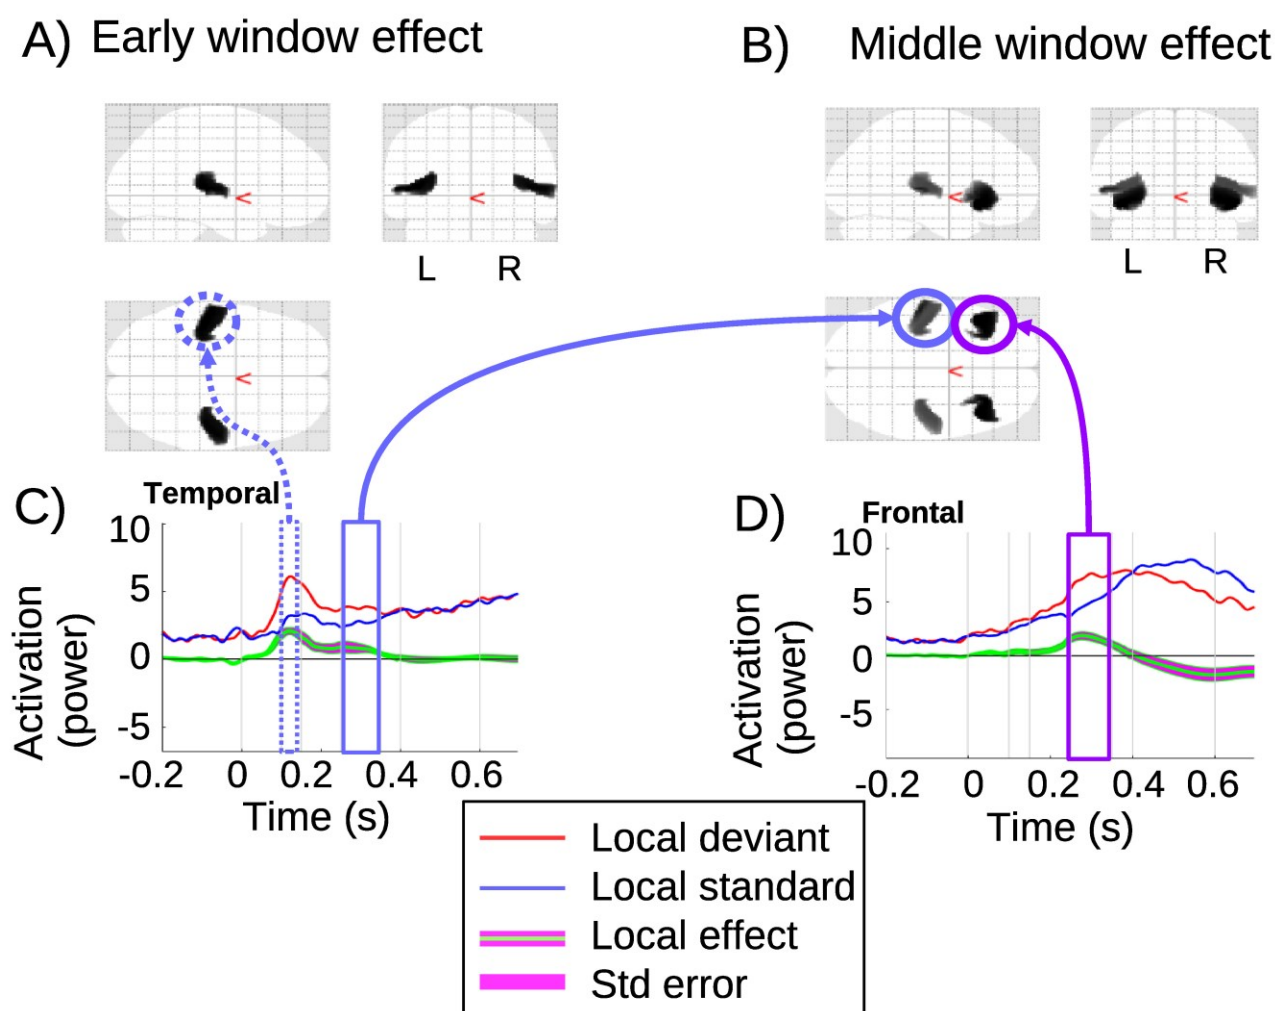 A) Early window effect
B) Middle window effect
L R
L R
C) Temporal
10
5
0
-5
Activation
(power)
-0.2 0 0.2 0.4 0.6
Time (s)
D) Frontal
10
5
0
-5
Activation
(power)
-0.2 0 0.2 0.4 0.6
Time (s)
Local deviant
Local standard
Local effect
Std error